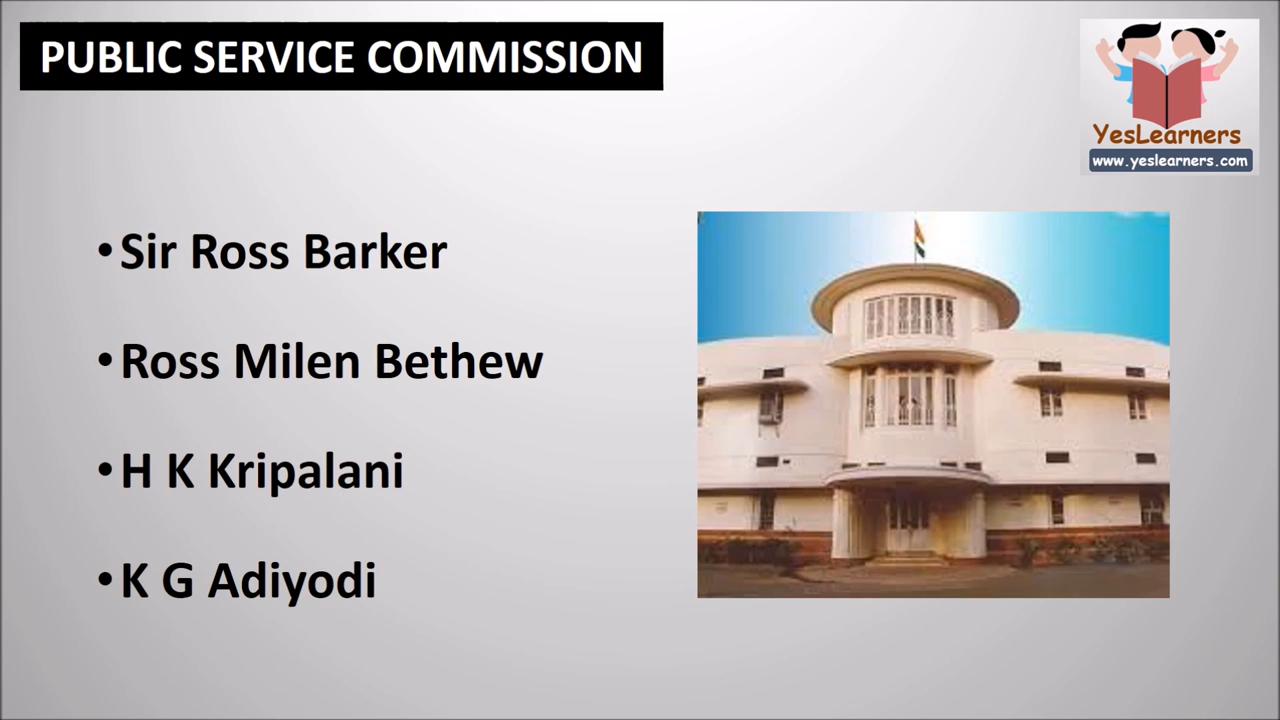 PUBLIC SERVICE COMMISSION
YesLearners
www.yeslearners.com
•Sir Ross Barker
•Ross Milen Bethew
•H K Kripalani
•K G Adiyodi